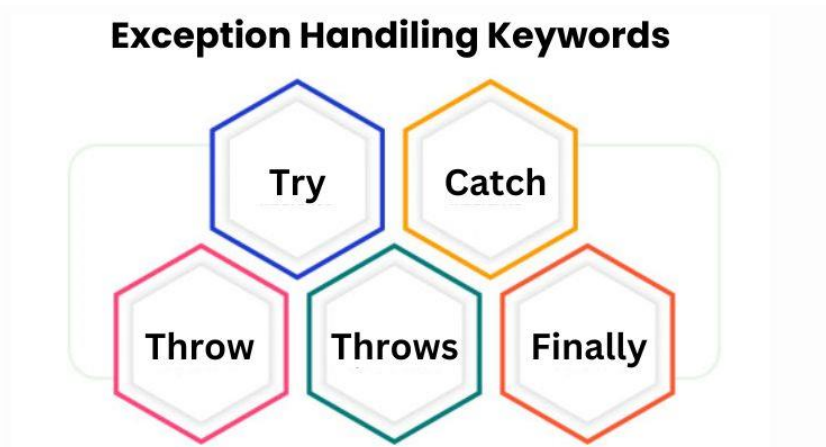 Exception Handiling Keywords
Try
Catch
Throw
Throws
Finally